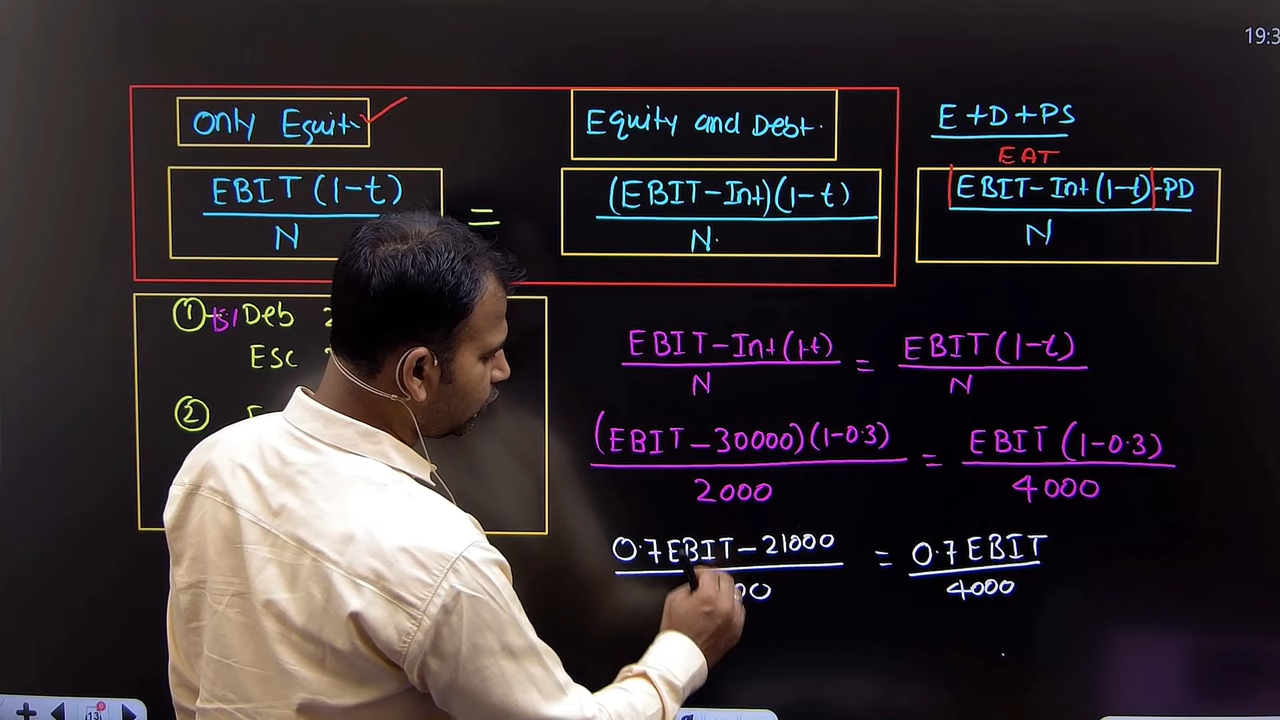 19:3
Only Equity
Equity and Debt.
E+D+PS
EAT
EBIT(1-t)
N
=
(EBIT-Int)(1-t)
N.
EBIT-Int(1-t)-PD
N
① Deb
Esc
②
EBIT-Int(1-t)
N
=
EBIT(1-t)
N
(EBIT-30000)(1-0.3)
2000
=
EBIT(1-0.3)
4000
0.7EBIT-21000
00
=
0.7EBIT
4000
13